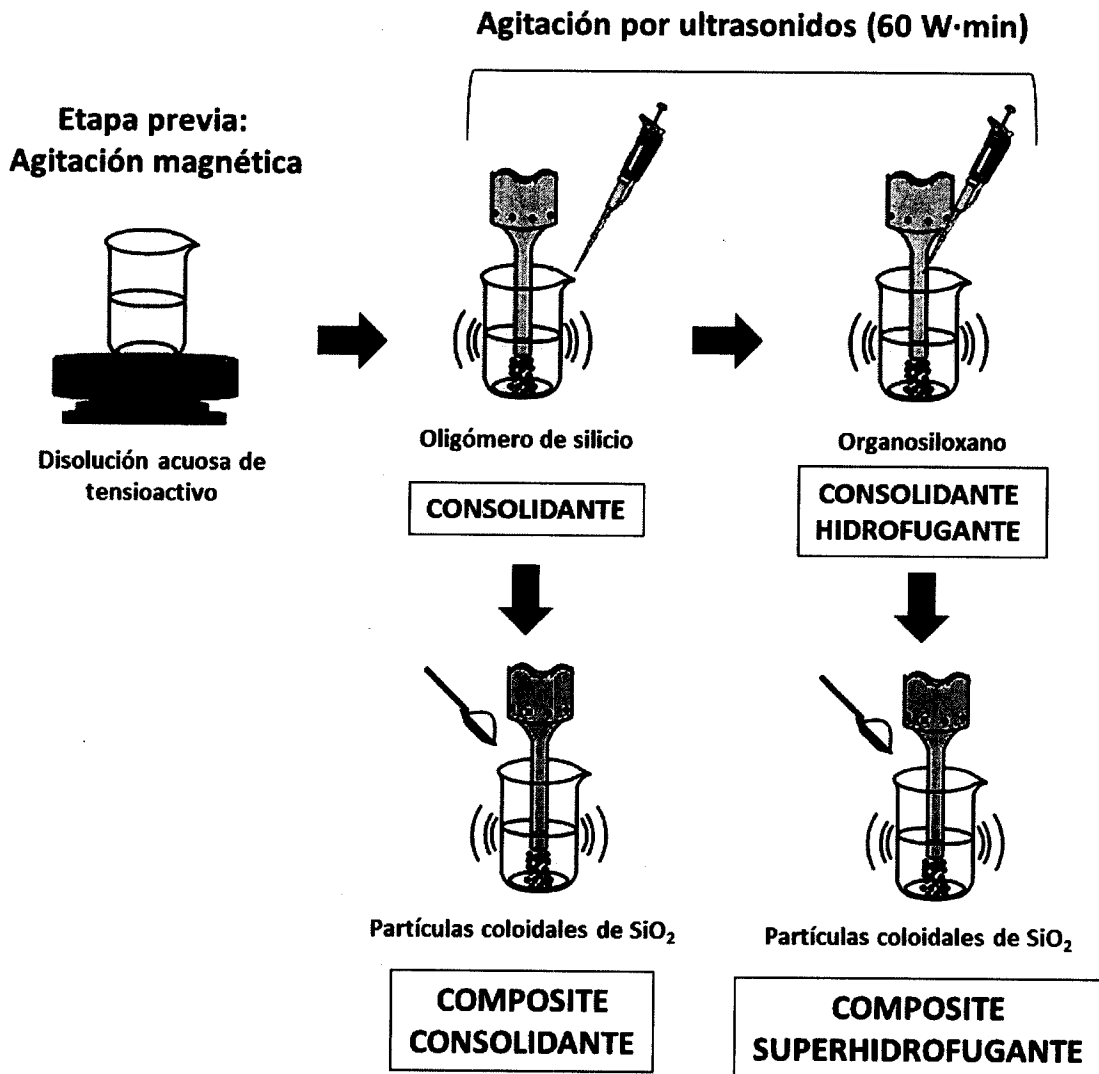 Agitación por ultrasonidos (60 W·min)
Etapa previa:
Agitación magnética
Disolución acuosa de
tensioactivo
Oligómero de silicio
CONSOLIDANTE
Organosiloxano
CONSOLIDANTE
HIDROFUGANTE
Partículas coloidales de SiO₂
COMPOSITE
CONSOLIDANTE
Partículas coloidales de SiO₂
COMPOSITE
SUPERHIDROFUGANTE